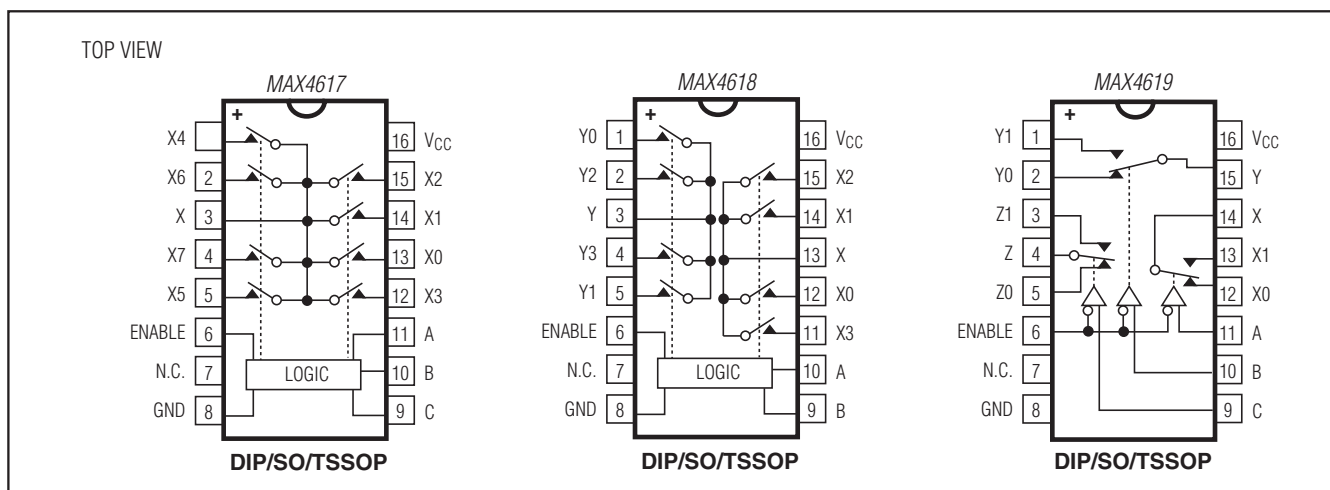 TOP VIEW
MAX4617
+
X4 16 VCC
X6 2 15 X2
X 3 14 X1
X7 4 13 X0
X5 5 12 X3
ENABLE 6 11 A
N.C. 7 LOGIC 10 B
GND 8 9 C
DIP/SO/TSSOP
MAX4618
+
Y0 1 16 VCC
Y2 2 15 X2
Y 3 14 X1
Y3 4 13 X
Y1 5 12 X0
ENABLE 6 11 X3
N.C. 7 LOGIC 10 A
GND 8 9 B
DIP/SO/TSSOP
MAX4619
+
Y1 1 16 VCC
Y0 2 15 Y
Z1 3 14 X
Z 4 13 X1
Z0 5 12 X0
ENABLE 6 11 A
N.C. 7 10 B
GND 8 9 C
DIP/SO/TSSOP